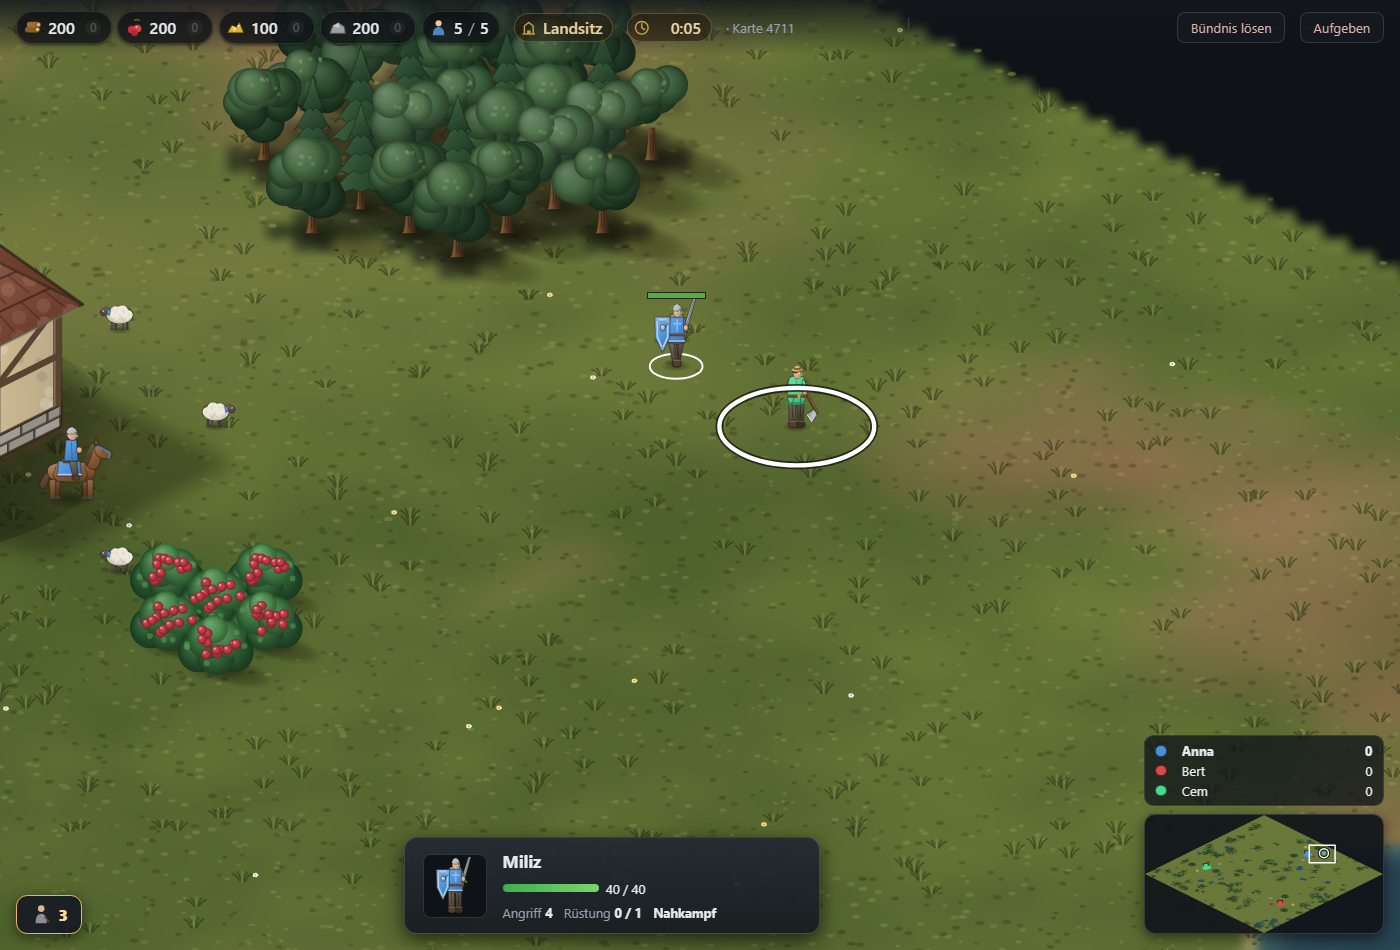 200 0 200 0 100 0 200 0 5 / 5 Landsitz 0:05 · Karte 4711 Bündnis lösen Aufgeben
Anna 0
Bert 0
Cem 0
Miliz
40 / 40
Angriff 4 Rüstung 0 / 1 Nahkampf
3